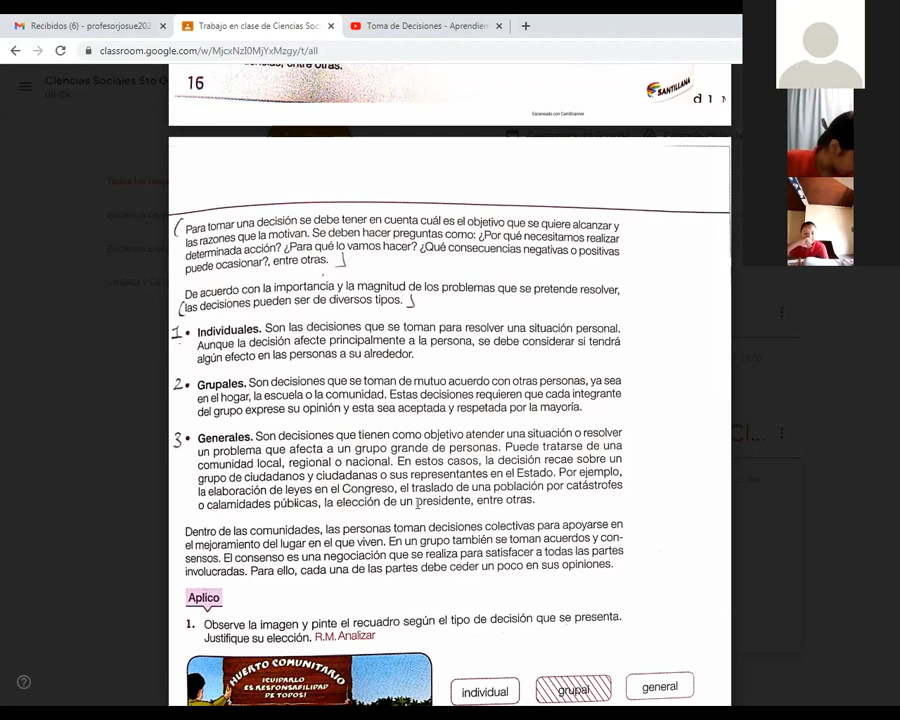 Recibidos (6) - profesorjosue202
Trabajo en clase de Ciencias Soc
Toma de Decisiones - Aprendien
classroom.google.com/w/MjcxNzI0MjYxMzgy/t/all
Ciencias Sociales 5to G
ÚNICA
entre otras.
16
SANTILLANA
Escaneado con CamScanner
Para tomar una decisión se debe tener en cuenta cuál es el objetivo que se quiere alcanzar y
las razones que la motivan. Se deben hacer preguntas como: ¿Por qué necesitamos realizar
determinada acción? ¿Para qué lo vamos hacer? ¿Qué consecuencias negativas o positivas
puede ocasionar?, entre otras.
De acuerdo con la importancia y la magnitud de los problemas que se pretende resolver,
las decisiones pueden ser de diversos tipos.
1 • Individuales. Son las decisiones que se toman para resolver una situación personal.
Aunque la decisión afecte principalmente a la persona, se debe considerar si tendrá
algún efecto en las personas a su alrededor.
2 • Grupales. Son decisiones que se toman de mutuo acuerdo con otras personas, ya sea
en el hogar, la escuela o la comunidad. Estas decisiones requieren que cada integrante
del grupo exprese su opinión y esta sea aceptada y respetada por la mayoría.
3 • Generales. Son decisiones que tienen como objetivo atender una situación o resolver
un problema que afecta a un grupo grande de personas. Puede tratarse de una
comunidad local, regional o nacional. En estos casos, la decisión recae sobre un
grupo de ciudadanos y ciudadanas o sus representantes en el Estado. Por ejemplo,
la elaboración de leyes en el Congreso, el traslado de una población por catástrofes
o calamidades públicas, la elección de un presidente, entre otras.
Dentro de las comunidades, las personas toman decisiones colectivas para apoyarse en
el mejoramiento del lugar en el que viven. En un grupo también se toman acuerdos y con-
sensos. El consenso es una negociación que se realiza para satisfacer a todas las partes
involucradas. Para ello, cada una de las partes debe ceder un poco en sus opiniones.
Aplico
1. Observe la imagen y pinte el recuadro según el tipo de decisión que se presenta.
Justifique su elección. R.M. Analizar
HUERTO COMUNITARIO
¡CUIDARLO
ES RESPONSABILIDAD
DE TODOS!
individual
grupal
general